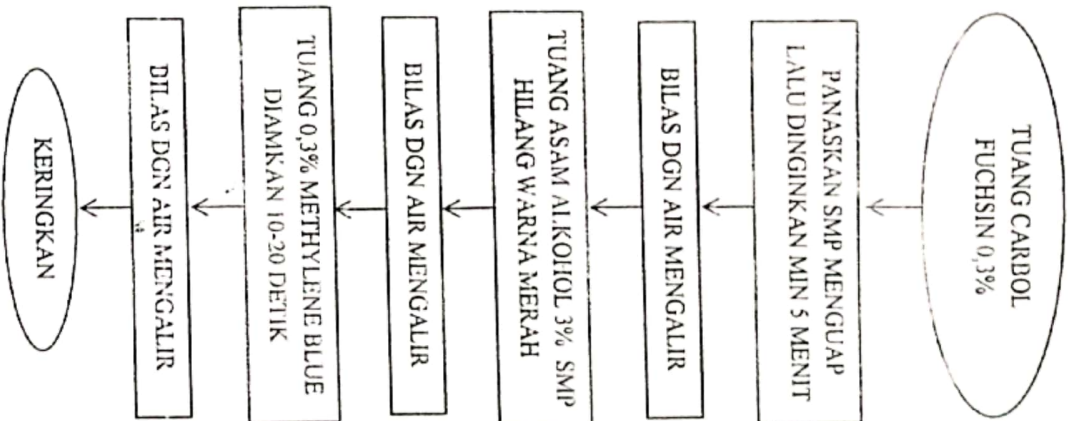 TUANG CARBOL
FUCHSIN 0,3%
PANASKAN SMP MENGUAP
LALU DINGINKAN MIN 5 MENIT
BILAS DGN AIR MENGALIR
TUANG ASAM ALKOHOL 3% SMP
HILANG WARNA MERAH
BILAS DGN AIR MENGALIR
TUANG 0,3% METHYLENE BLUE
DIAMKAN 10-20 DETIK
BILAS DGN AIR MENGALIR
KERINGKAN